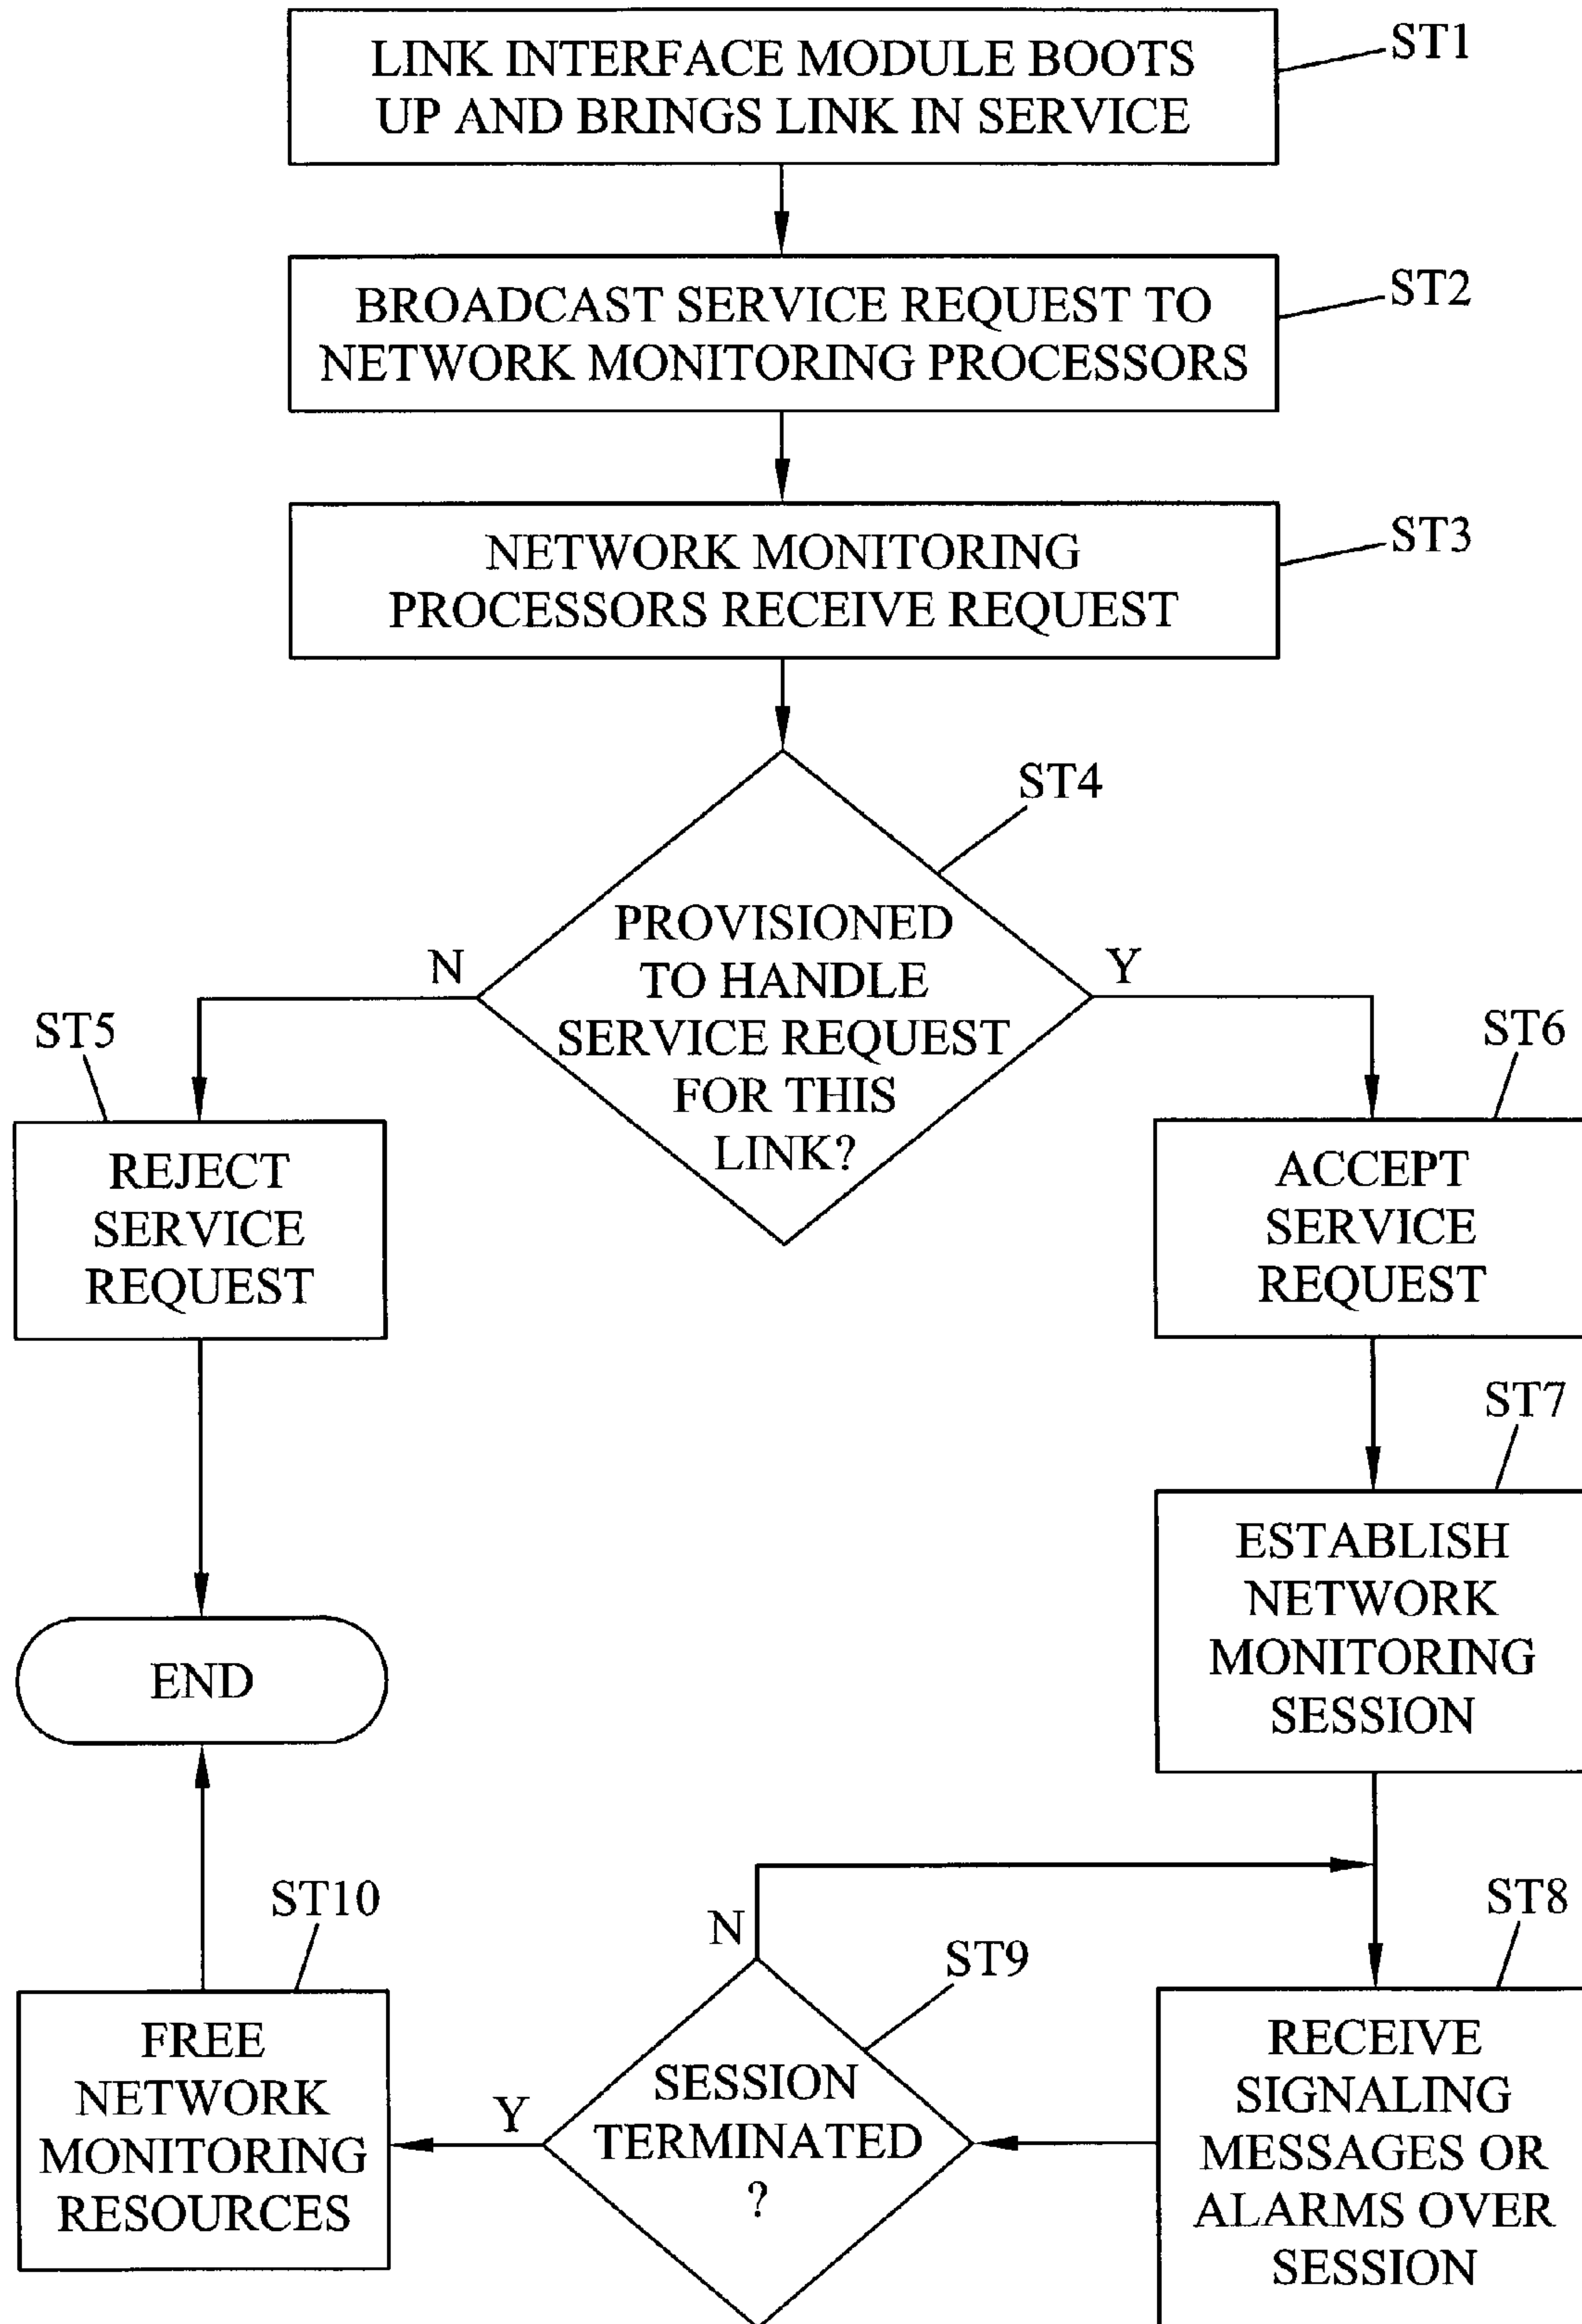 LINK INTERFACE MODULE BOOTS
UP AND BRINGS LINK IN SERVICE
ST1
BROADCAST SERVICE REQUEST TO
NETWORK MONITORING PROCESSORS
ST2
NETWORK MONITORING
PROCESSORS RECEIVE REQUEST
ST3
ST4
PROVISIONED
TO HANDLE
SERVICE REQUEST
FOR THIS
LINK?
N
Y
ST5
REJECT
SERVICE
REQUEST
ST6
ACCEPT
SERVICE
REQUEST
ST7
ESTABLISH
NETWORK
MONITORING
SESSION
END
ST8
RECEIVE
SIGNALING
MESSAGES OR
ALARMS OVER
SESSION
N
ST9
SESSION
TERMINATED
?
Y
ST10
FREE
NETWORK
MONITORING
RESOURCES